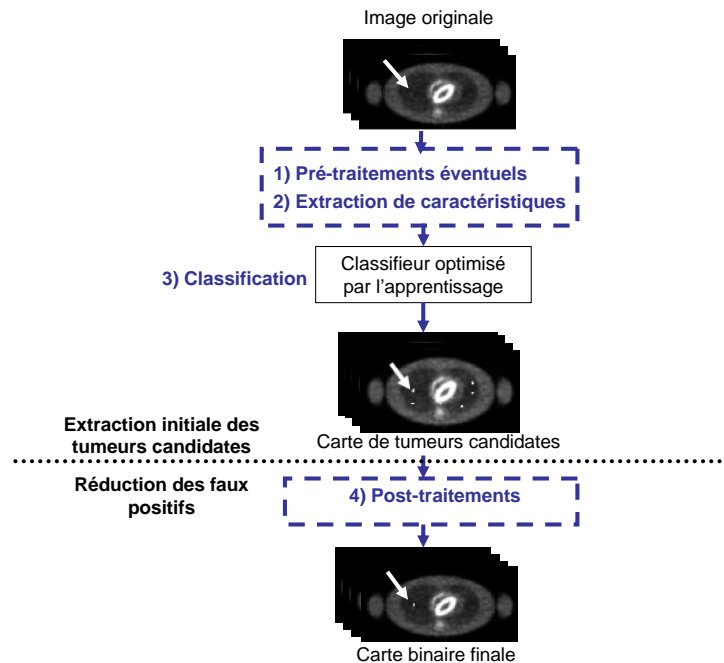 Image originale
1) Pré-traitements éventuels
2) Extraction de caractéristiques
3) Classification
Classifieur optimisé
par l'apprentissage
Extraction initiale des
tumeurs candidates
Carte de tumeurs candidates
Réduction des faux
positifs
4) Post-traitements
Carte binaire finale